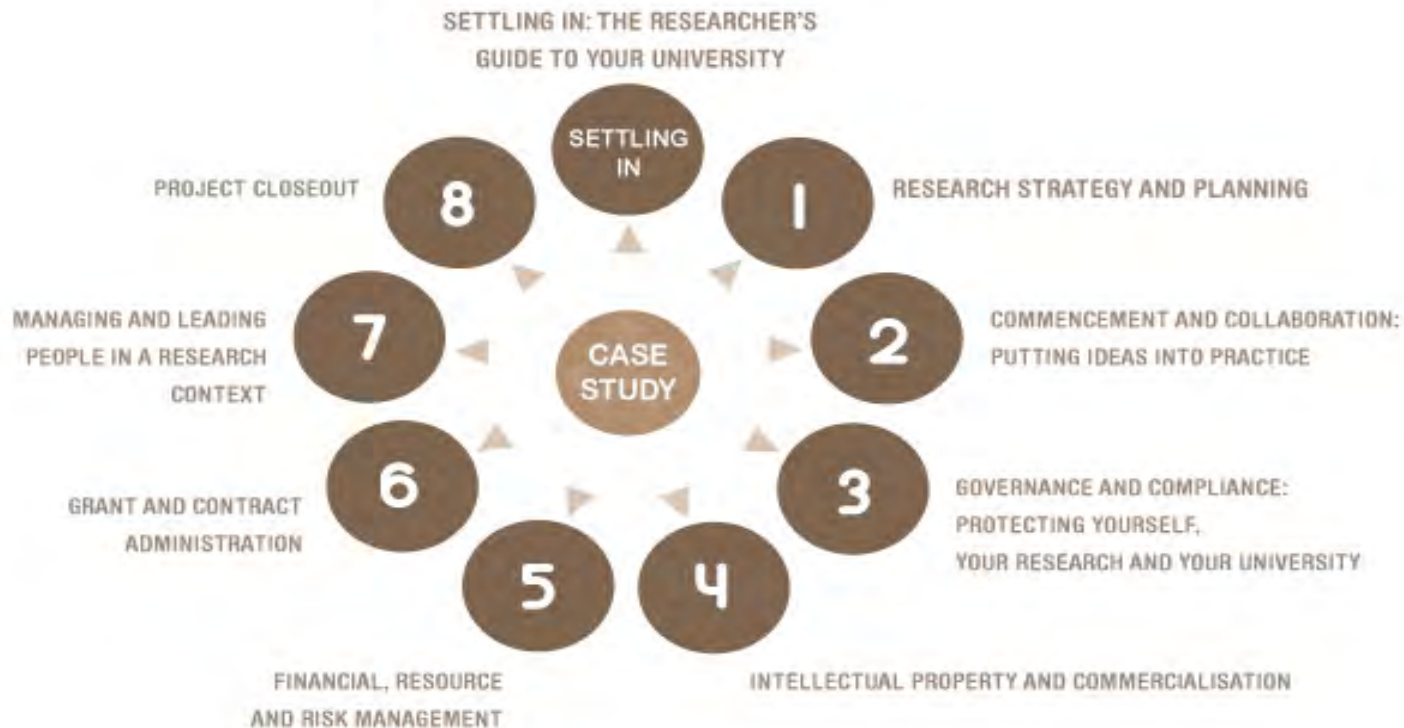 SETTLING IN: THE RESEARCHER'S
GUIDE TO YOUR UNIVERSITY
SETTLING
IN
1
RESEARCH STRATEGY AND PLANNING
2
COMMENCEMENT AND COLLABORATION:
PUTTING IDEAS INTO PRACTICE
3
GOVERNANCE AND COMPLIANCE:
PROTECTING YOURSELF,
YOUR RESEARCH AND YOUR UNIVERSITY
4
INTELLECTUAL PROPERTY AND COMMERCIALISATION
5
FINANCIAL, RESOURCE
AND RISK MANAGEMENT
6
GRANT AND CONTRACT
ADMINISTRATION
7
MANAGING AND LEADING
PEOPLE IN A RESEARCH
CONTEXT
8
PROJECT CLOSEOUT
CASE
STUDY